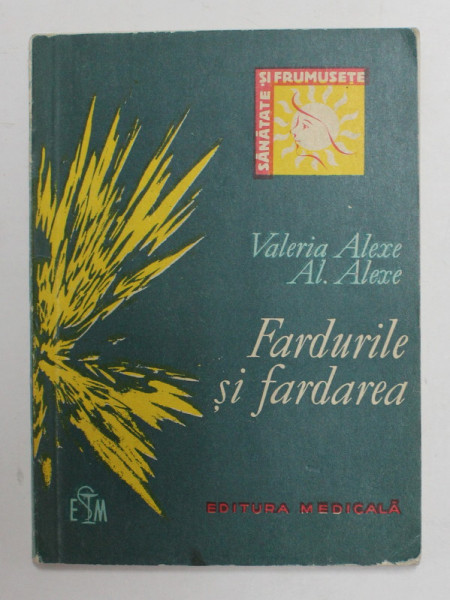 SĂNĂTATE
ȘI FRUMUSEȚE
Valeria Alexe
Al. Alexe
Fardurile
și fardarea
ESM
EDITURA MEDICALĂ